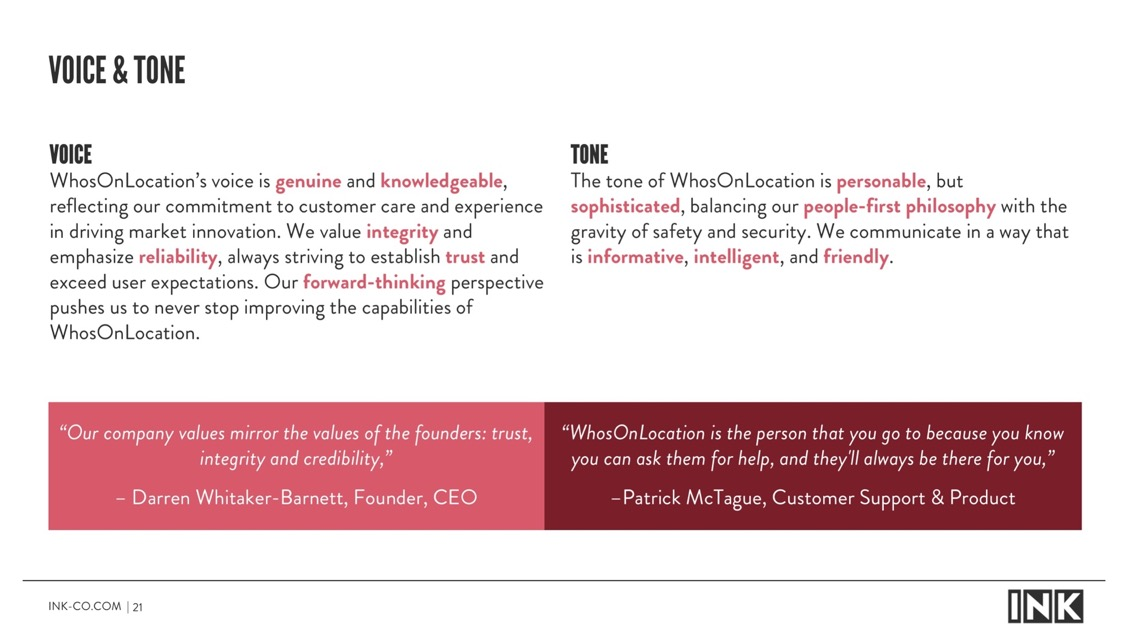 VOICE & TONE
VOICE
WhosOnLocation’s voice is genuine and knowledgeable,
reflecting our commitment to customer care and experience
in driving market innovation. We value integrity and
emphasize reliability, always striving to establish trust and
exceed user expectations. Our forward-thinking perspective
pushes us to never stop improving the capabilities of
WhosOnLocation.
TONE
The tone of WhosOnLocation is personable, but
sophisticated, balancing our people-first philosophy with the
gravity of safety and security. We communicate in a way that
is informative, intelligent, and friendly.
“Our company values mirror the values of the founders: trust,
integrity and credibility,”
– Darren Whitaker-Barnett, Founder, CEO
“WhosOnLocation is the person that you go to because you know
you can ask them for help, and they'll always be there for you,”
–Patrick McTague, Customer Support & Product
INK-CO.COM | 21
INK